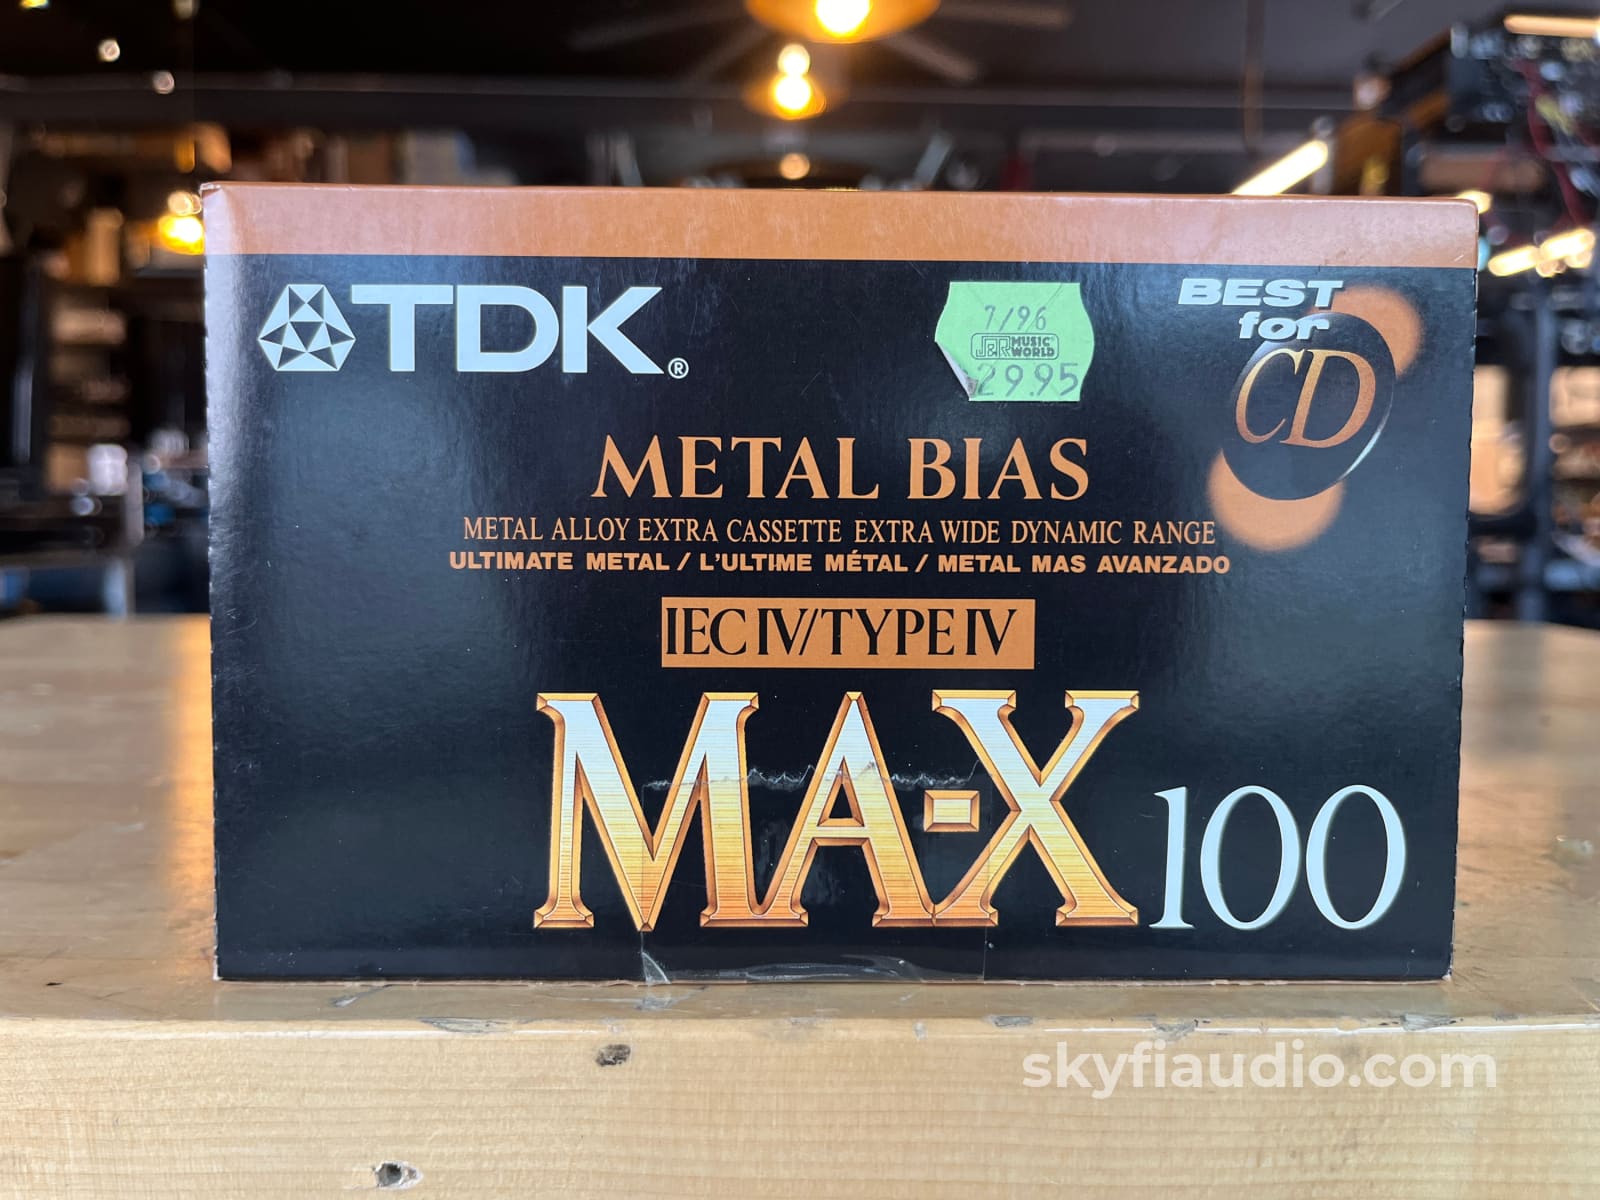 TDK®
7/96
J&R MUSIC WORLD
29.95
BEST
for
CD
METAL BIAS
METAL ALLOY EXTRA CASSETTE EXTRA WIDE DYNAMIC RANGE
ULTIMATE METAL / L'ULTIME MÉTAL / METAL MAS AVANZADO
IEC IV/TYPE IV
MA-X 100
skyfiaudio.com